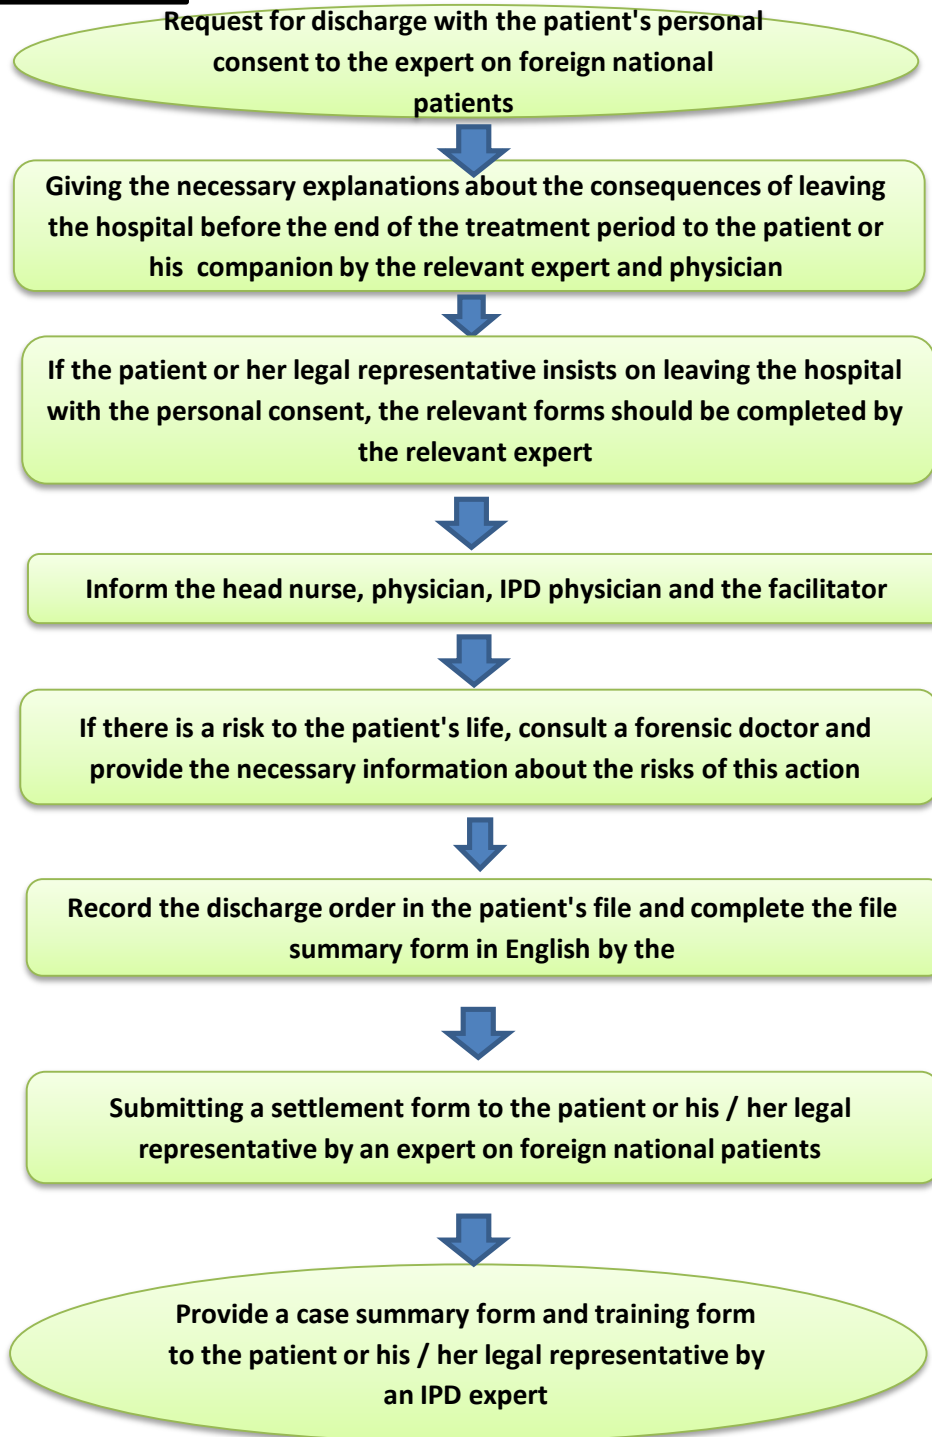 Request for discharge with the patient's personal
consent to the expert on foreign national
patients
Giving the necessary explanations about the consequences of leaving
the hospital before the end of the treatment period to the patient or
his companion by the relevant expert and physician
If the patient or her legal representative insists on leaving the hospital
with the personal consent, the relevant forms should be completed by
the relevant expert
Inform the head nurse, physician, IPD physician and the facilitator
If there is a risk to the patient's life, consult a forensic doctor and
provide the necessary information about the risks of this action
Record the discharge order in the patient's file and complete the file
summary form in English by the
Submitting a settlement form to the patient or his / her legal
representative by an expert on foreign national patients
Provide a case summary form and training form
to the patient or his / her legal representative by
an IPD expert